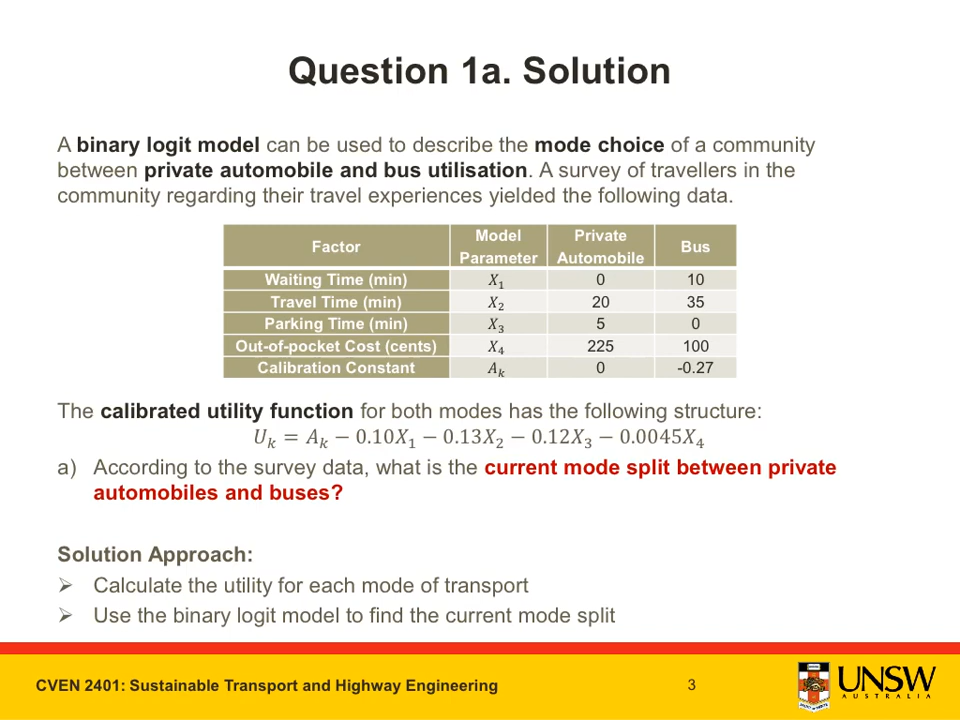 Question 1a. Solution
A binary logit model can be used to describe the mode choice of a community
between private automobile and bus utilisation. A survey of travellers in the
community regarding their travel experiences yielded the following data.
Factor Model Parameter Private Automobile Bus
Waiting Time (min) X₁ 0 10
Travel Time (min) X₂ 20 35
Parking Time (min) X₃ 5 0
Out-of-pocket Cost (cents) X₄ 225 100
Calibration Constant Aₖ 0 -0.27
The calibrated utility function for both modes has the following structure:
Uₖ = Aₖ − 0.10X₁ − 0.13X₂ − 0.12X₃ − 0.0045X₄
a) According to the survey data, what is the current mode split between private
automobiles and buses?
Solution Approach:
➢ Calculate the utility for each mode of transport
➢ Use the binary logit model to find the current mode split
CVEN 2401: Sustainable Transport and Highway Engineering
3
UNSW
AUSTRALIA